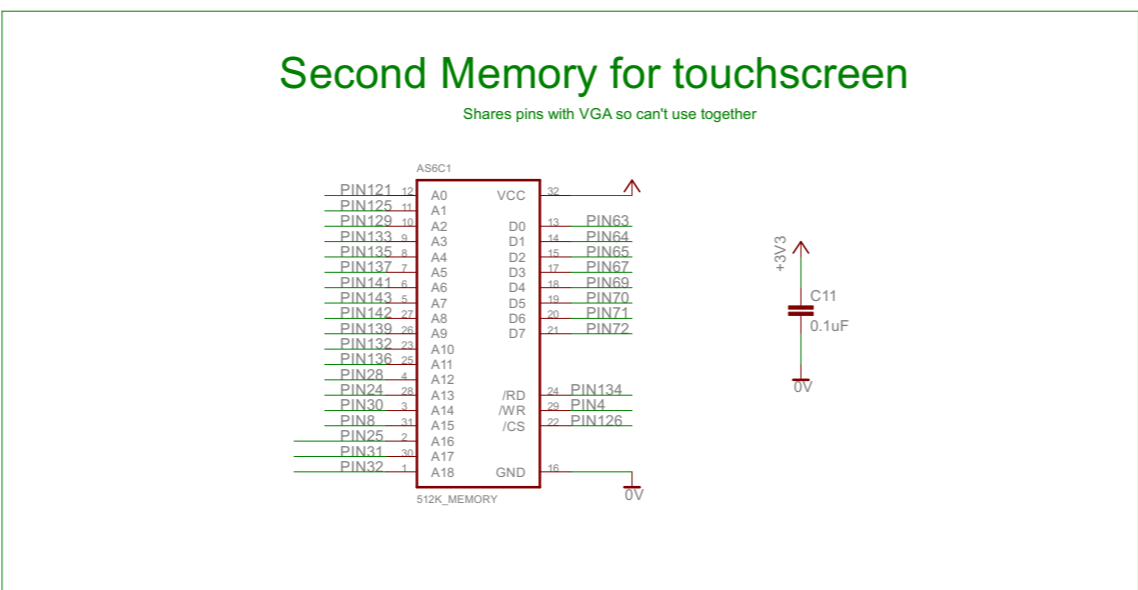 Second Memory for touchscreen
Shares pins with VGA so can't use together
AS6C1
PIN121 12 A0 VCC 32
PIN125 11 A1
PIN129 10 A2 D0 13 PIN63
PIN133 9 A3 D1 14 PIN64
PIN135 8 A4 D2 15 PIN65
PIN137 7 A5 D3 17 PIN67
PIN141 6 A6 D4 18 PIN69
PIN143 5 A7 D5 19 PIN70
PIN142 27 A8 D6 20 PIN71
PIN139 26 A9 D7 21 PIN72
PIN132 23 A10
PIN136 25 A11
PIN28 4 A12
PIN24 28 A13 /RD 24 PIN134
PIN30 3 A14 /WR 29 PIN4
PIN8 31 A15 /CS 22 PIN126
PIN25 2 A16
PIN31 30 A17
PIN32 1 A18 GND 16
0V
512K_MEMORY
+3V3
C11
0.1uF
0V